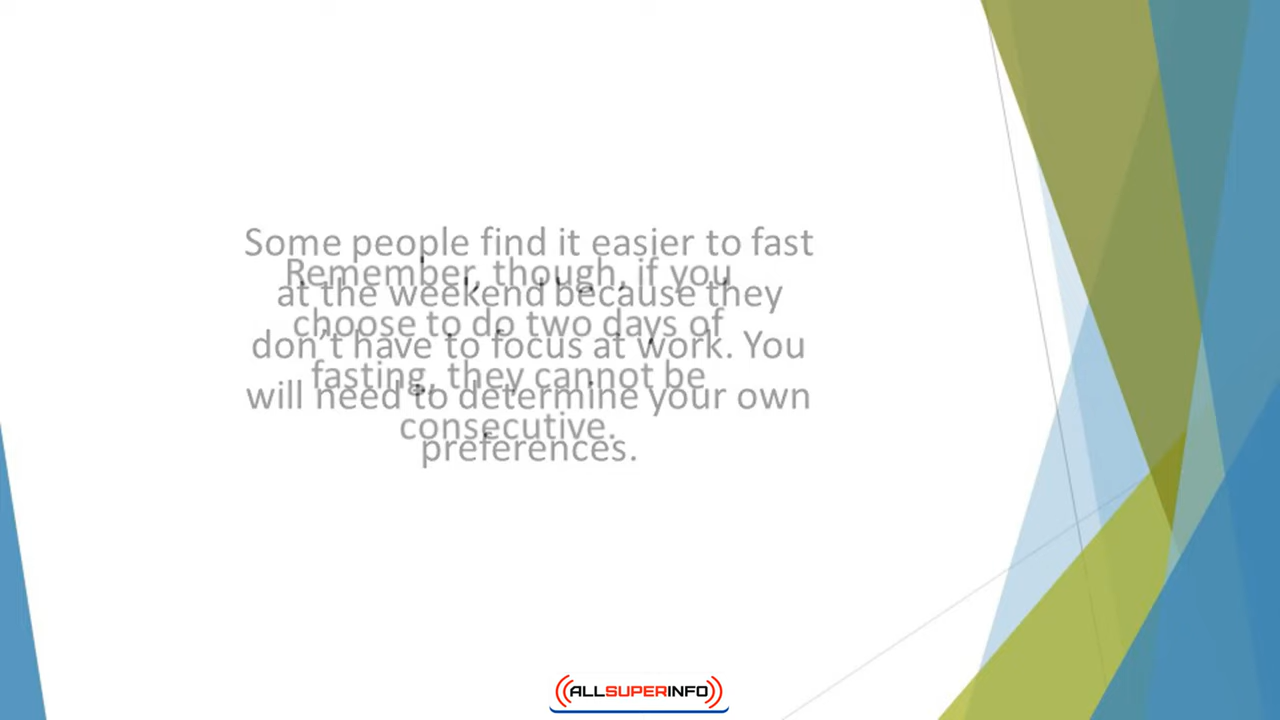 Some people find it easier to fast
at the weekend because they
don't have to focus at work. You
will need to determine your own
preferences.
Remember, though, if you
choose to do two days of
fasting, they cannot be
consecutive.
ALLSUPERINFO